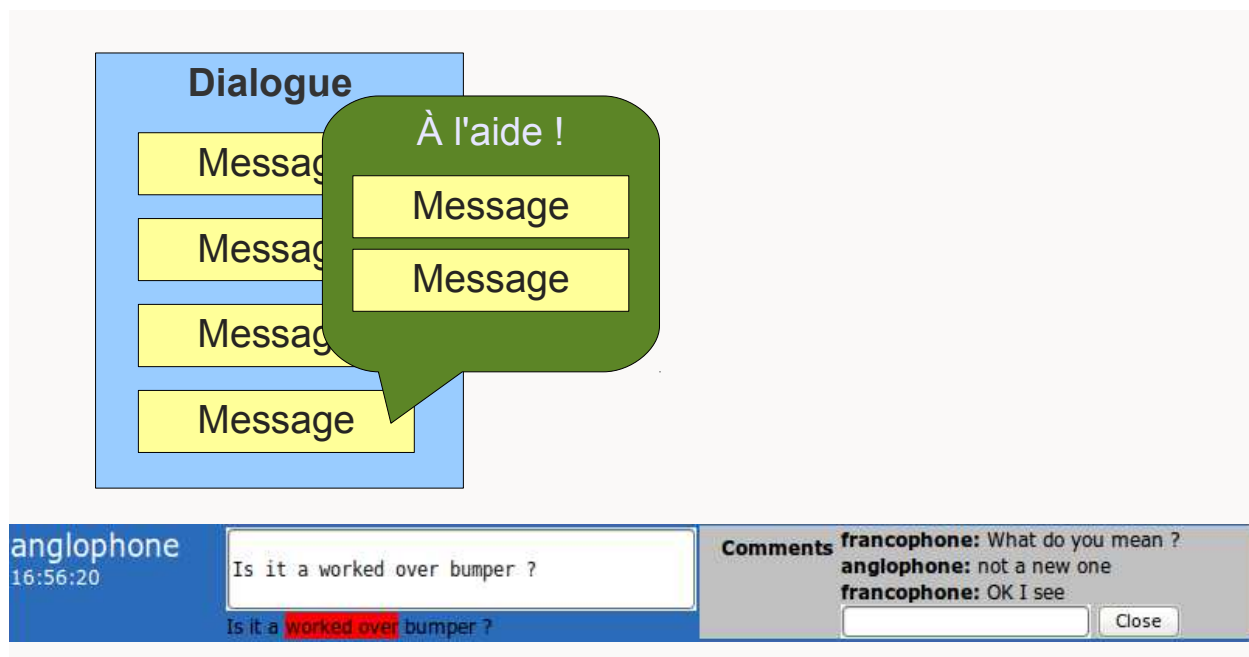 Dialogue
À l'aide !
Messag
Message
Messag
Message
Messag
Message
anglophone
16:56:20
Is it a worked over bumper ?
Is it a worked over bumper ?
Comments
francophone: What do you mean ?
anglophone: not a new one
francophone: OK I see
Close